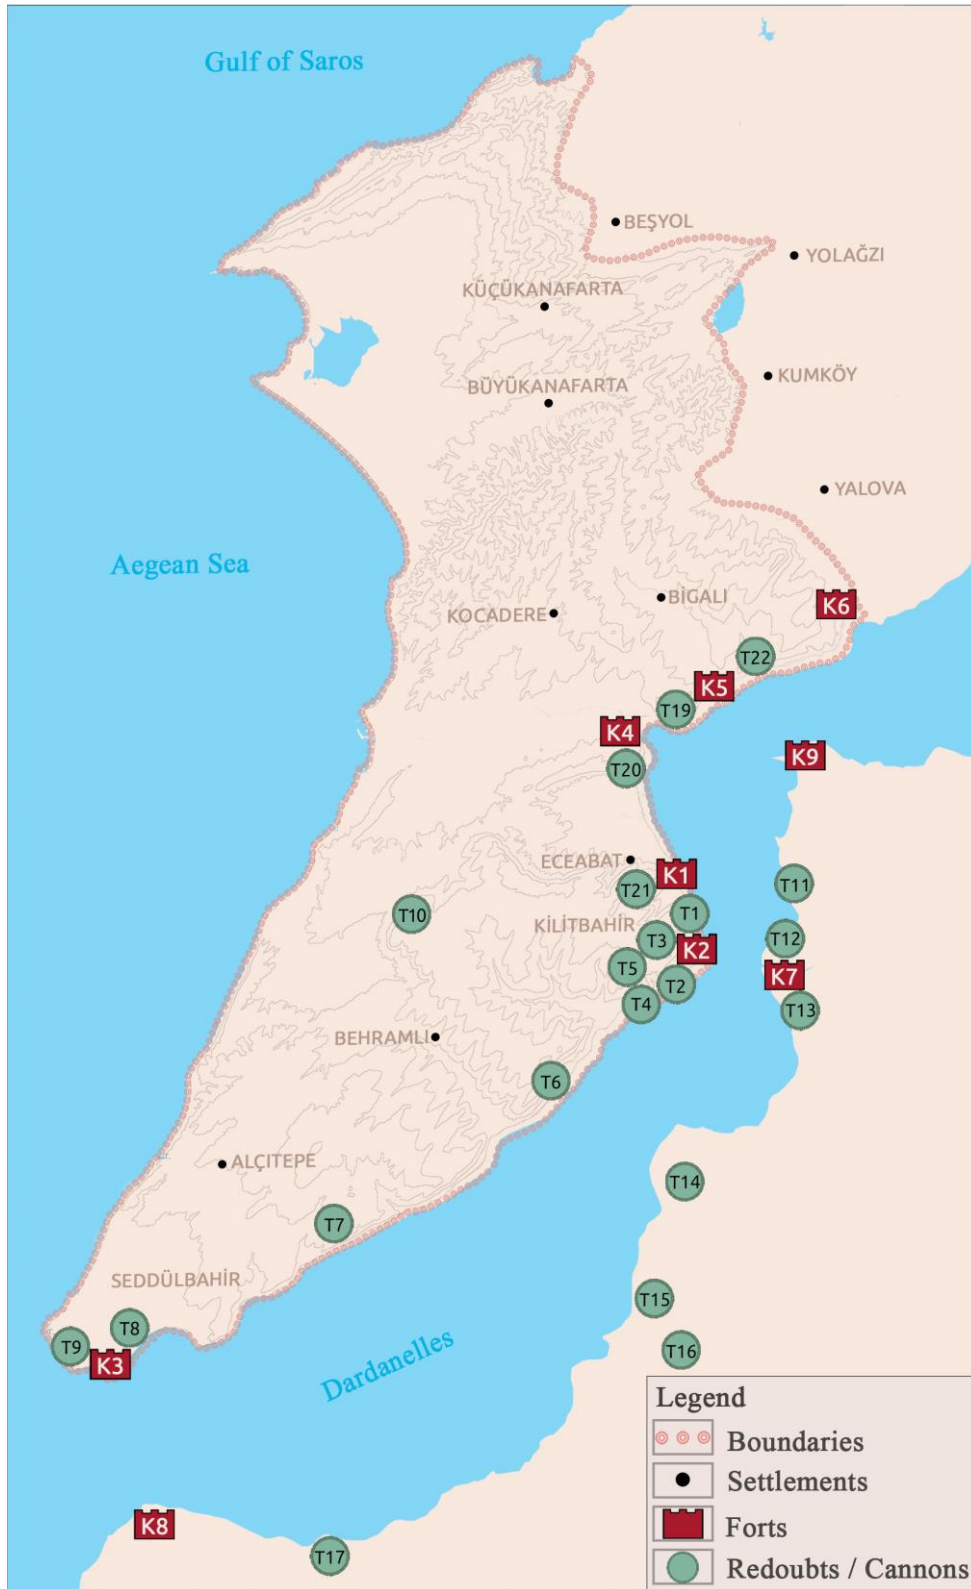 Gulf of Saros
BEŞYOL
YOLAĞZI
KÜÇÜKANAFARTA
KUMKÖY
BÜYÜKANAFARTA
YALOVA
Aegean Sea
BİGALI
K6
KOCADERE
T22
K5
T19
K4
K9
T20
ECEABAT
K1
T11
T21
T10
T1
KİLİTBAHİR
T3
T12
K2
T5
K7
T2
T4
T13
BEHRAMLI
T6
ALÇITEPE
T14
T7
SEDDÜLBAHİR
T15
T8
T9
T16
K3
Dardanelles
Legend
Boundaries
Settlements
K8
Forts
T17
Redoubts / Cannons